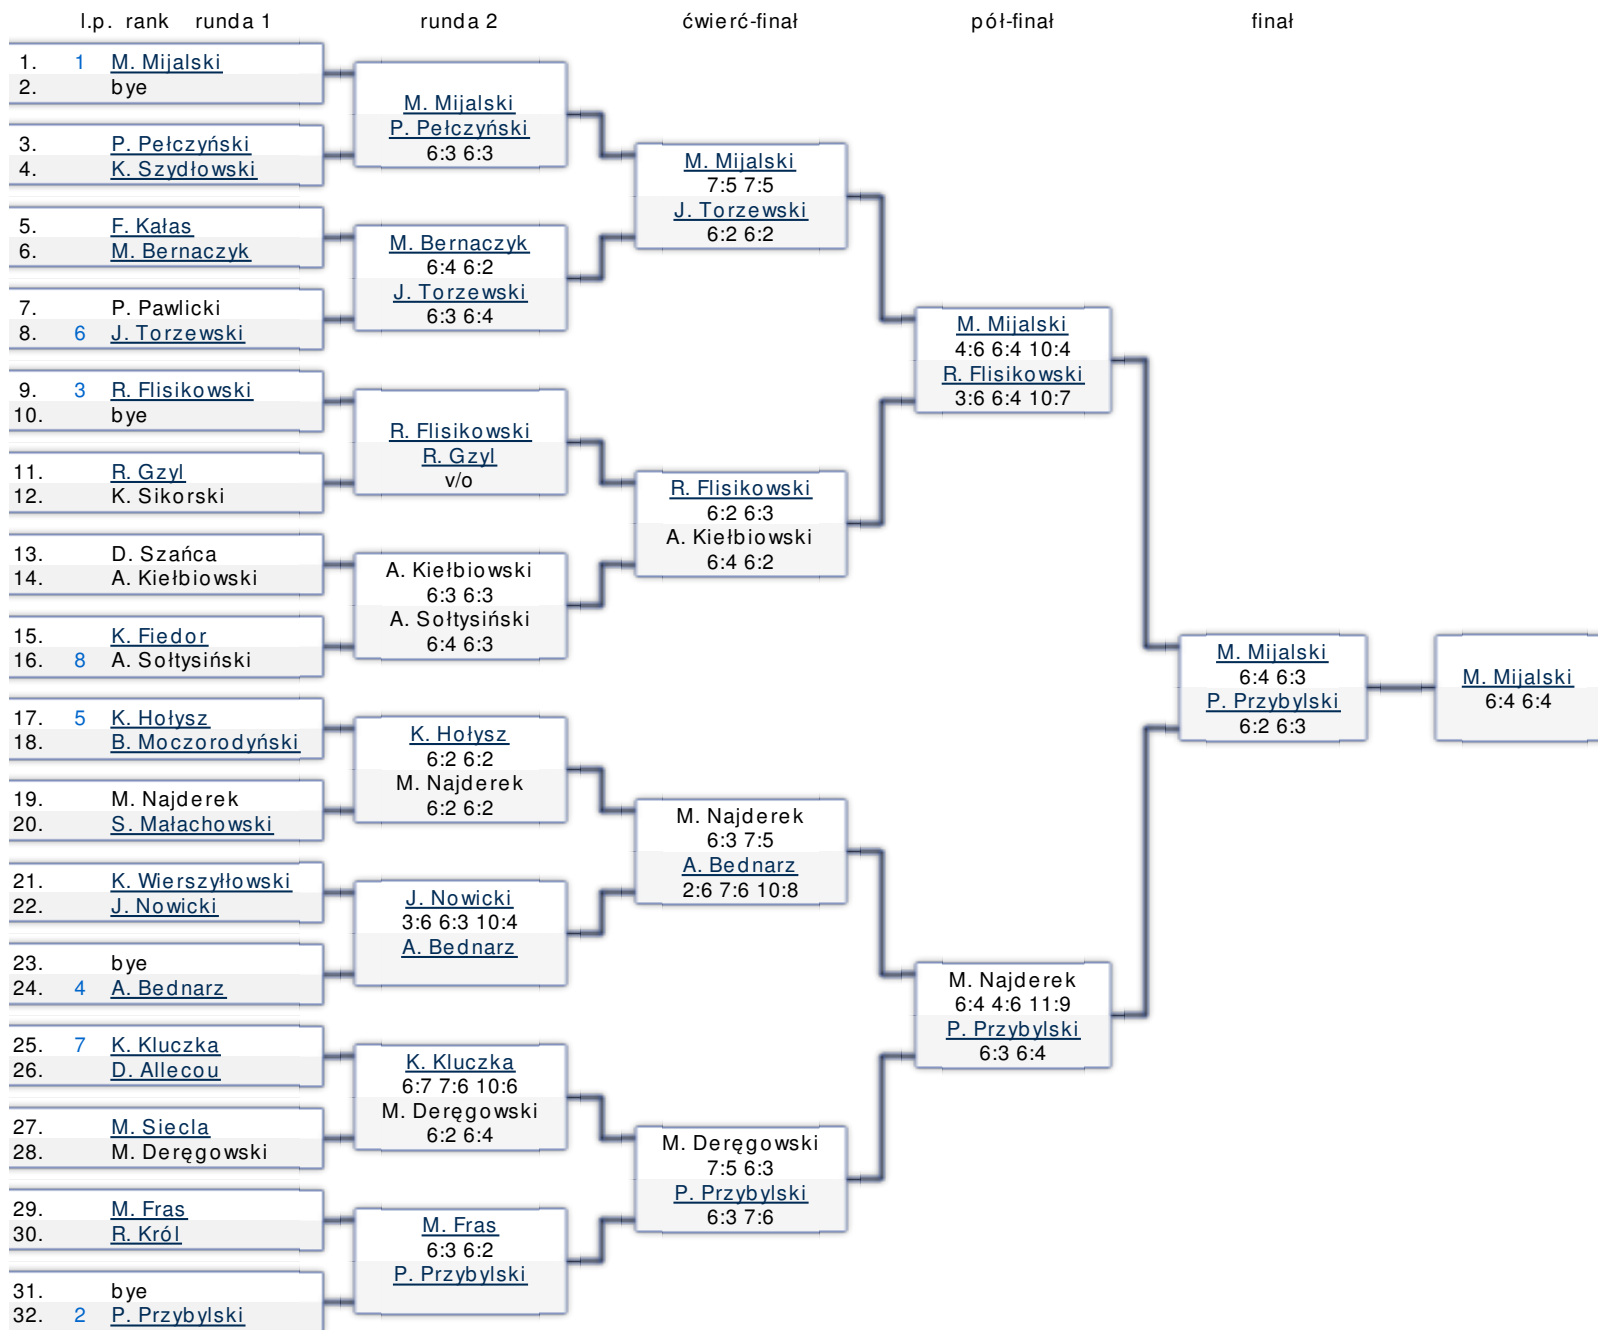 l.p. rank runda 1 runda 2 ćwierć-finał pół-finał finał
1. 1 M. Mijalski
2. bye
3. P. Pełczyński
4. K. Szydłowski
5. F. Kałas
6. M. Bernaczyk
7. P. Pawlicki
8. 6 J. Torzewski
9. 3 R. Flisikowski
10. bye
11. R. Gzyl
12. K. Sikorski
13. D. Szańca
14. A. Kiełbiowski
15. K. Fiedor
16. 8 A. Sołtysiński
17. 5 K. Hołysz
18. B. Moczorodyński
19. M. Najderek
20. S. Małachowski
21. K. Wierszyłłowski
22. J. Nowicki
23. bye
24. 4 A. Bednarz
25. 7 K. Kluczka
26. D. Allecou
27. M. Siecla
28. M. Deręgowski
29. M. Fras
30. R. Król
31. bye
32. 2 P. Przybylski
M. Mijalski
P. Pełczyński
6:3 6:3
M. Bernaczyk
6:4 6:2
J. Torzewski
6:3 6:4
R. Flisikowski
R. Gzyl
v/o
A. Kiełbiowski
6:3 6:3
A. Sołtysiński
6:4 6:3
K. Hołysz
6:2 6:2
M. Najderek
6:2 6:2
J. Nowicki
3:6 6:3 10:4
A. Bednarz
K. Kluczka
6:7 7:6 10:6
M. Deręgowski
6:2 6:4
M. Fras
6:3 6:2
P. Przybylski
M. Mijalski
7:5 7:5
J. Torzewski
6:2 6:2
R. Flisikowski
6:2 6:3
A. Kiełbiowski
6:4 6:2
M. Najderek
6:3 7:5
A. Bednarz
2:6 7:6 10:8
M. Deręgowski
7:5 6:3
P. Przybylski
6:3 7:6
M. Mijalski
4:6 6:4 10:4
R. Flisikowski
3:6 6:4 10:7
M. Najderek
6:4 4:6 11:9
P. Przybylski
6:3 6:4
M. Mijalski
6:4 6:3
P. Przybylski
6:2 6:3
M. Mijalski
6:4 6:4